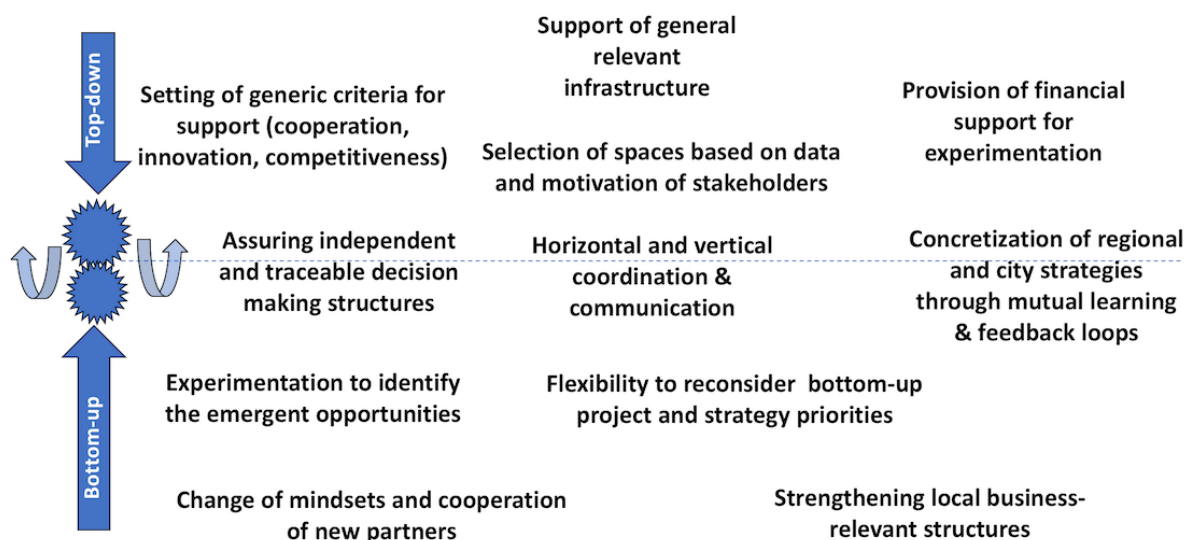 Top-down
Support of general
relevant
infrastructure
Setting of generic criteria for
support (cooperation,
innovation, competitiveness)
Provision of financial
support for
experimentation
Selection of spaces based on data
and motivation of stakeholders
Assuring independent
and traceable decision
making structures
Horizontal and vertical
coordination &
communication
Concretization of regional
and city strategies
through mutual learning
& feedback loops
Bottom-up
Experimentation to identify
the emergent opportunities
Flexibility to reconsider bottom-up
project and strategy priorities
Change of mindsets and cooperation
of new partners
Strengthening local business-
relevant structures